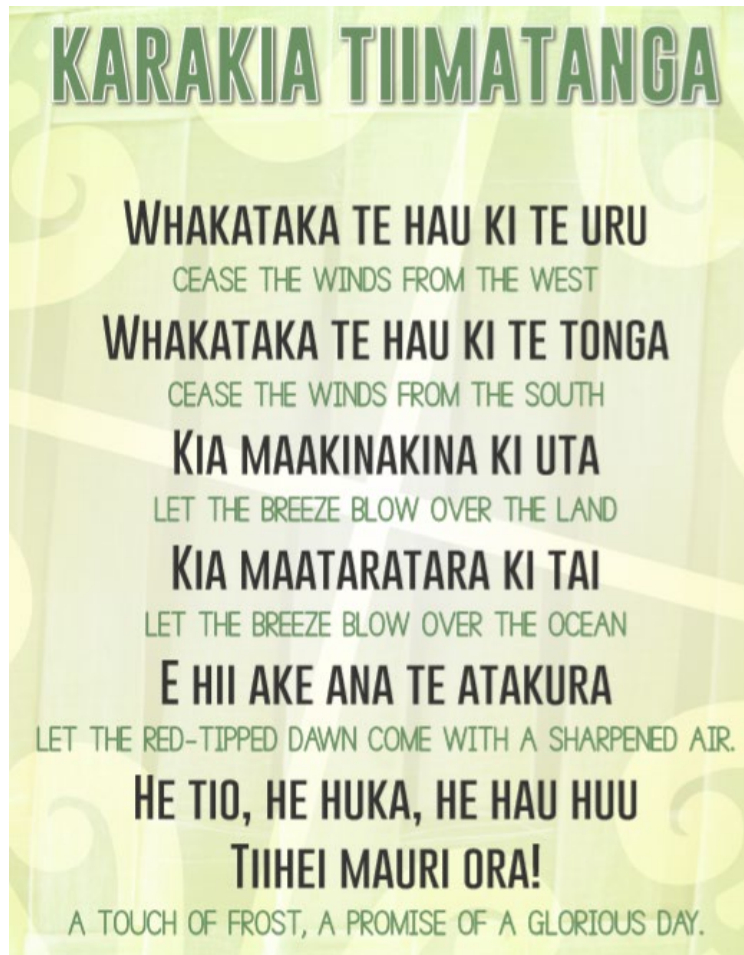 KARAKIA TIIMATANGA
WHAKATAKA TE HAU KI TE URU
CEASE THE WINDS FROM THE WEST
WHAKATAKA TE HAU KI TE TONGA
CEASE THE WINDS FROM THE SOUTH
KIA MAAKINAKINA KI UTA
LET THE BREEZE BLOW OVER THE LAND
KIA MAATARATARA KI TAI
LET THE BREEZE BLOW OVER THE OCEAN
E HII AKE ANA TE ATAKURA
LET THE RED-TIPPED DAWN COME WITH A SHARPENED AIR.
HE TIO, HE HUKA, HE HAU HUU
TIIHEI MAURI ORA!
A TOUCH OF FROST, A PROMISE OF A GLORIOUS DAY.